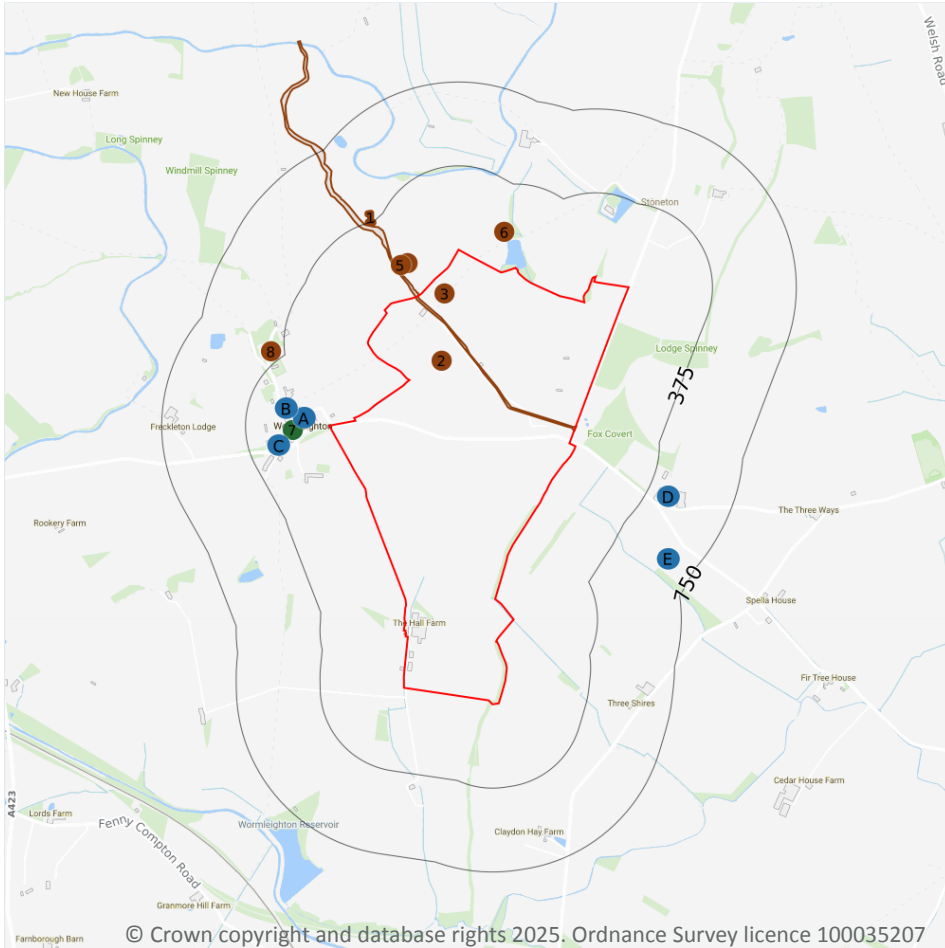 Welsh Road
New House Farm
Long Spinney
Windmill Spinney
1
Stoneton
6
5
3
Lodge Spinney
8
2
375
B
A
Freckleton Lodge
7
C
Fox Covert
D
The Three Ways
Rookery Farm
E
750
Spella House
The Hall Farm
Fir Tree House
Three Shires
A423
Cedar House Farm
Lords Farm
Fenny Compton Road
Wormleighton Reservoir
Claydon Hay Farm
Granmore Hill Farm
Farnborough Barn
© Crown copyright and database rights 2025. Ordnance Survey licence 100035207